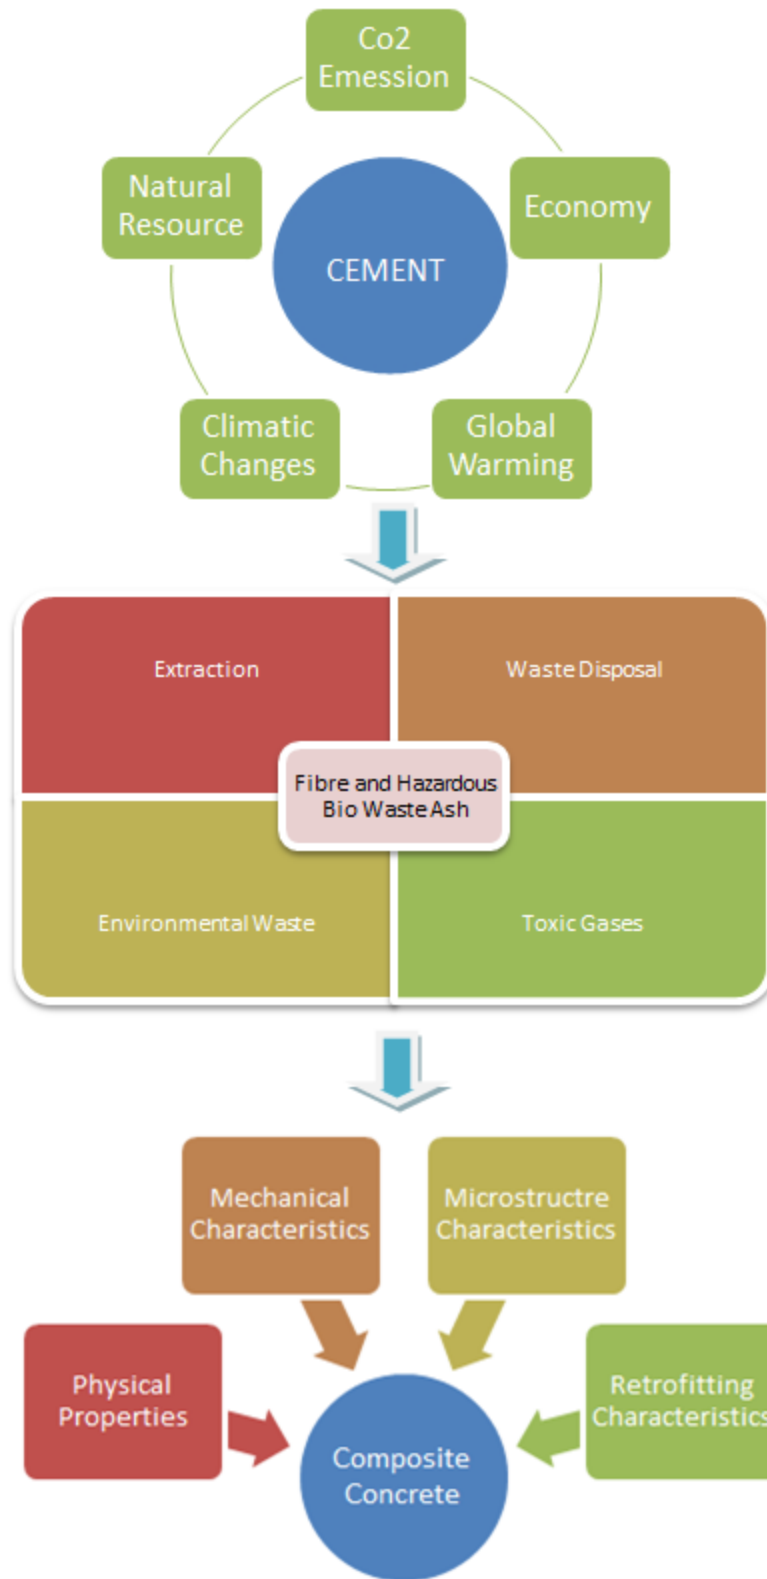 Co2
Emession
Natural
Resource
Economy
CEMENT
Climatic
Changes
Global
Warming
Extraction
Waste Disposal
Fibre and Hazardous
Bio Waste Ash
Environmental Waste
Toxic Gases
Mechanical
Characteristics
Microstructre
Characteristics
Physical
Properties
Retrofitting
Characteristics
Composite
Concrete